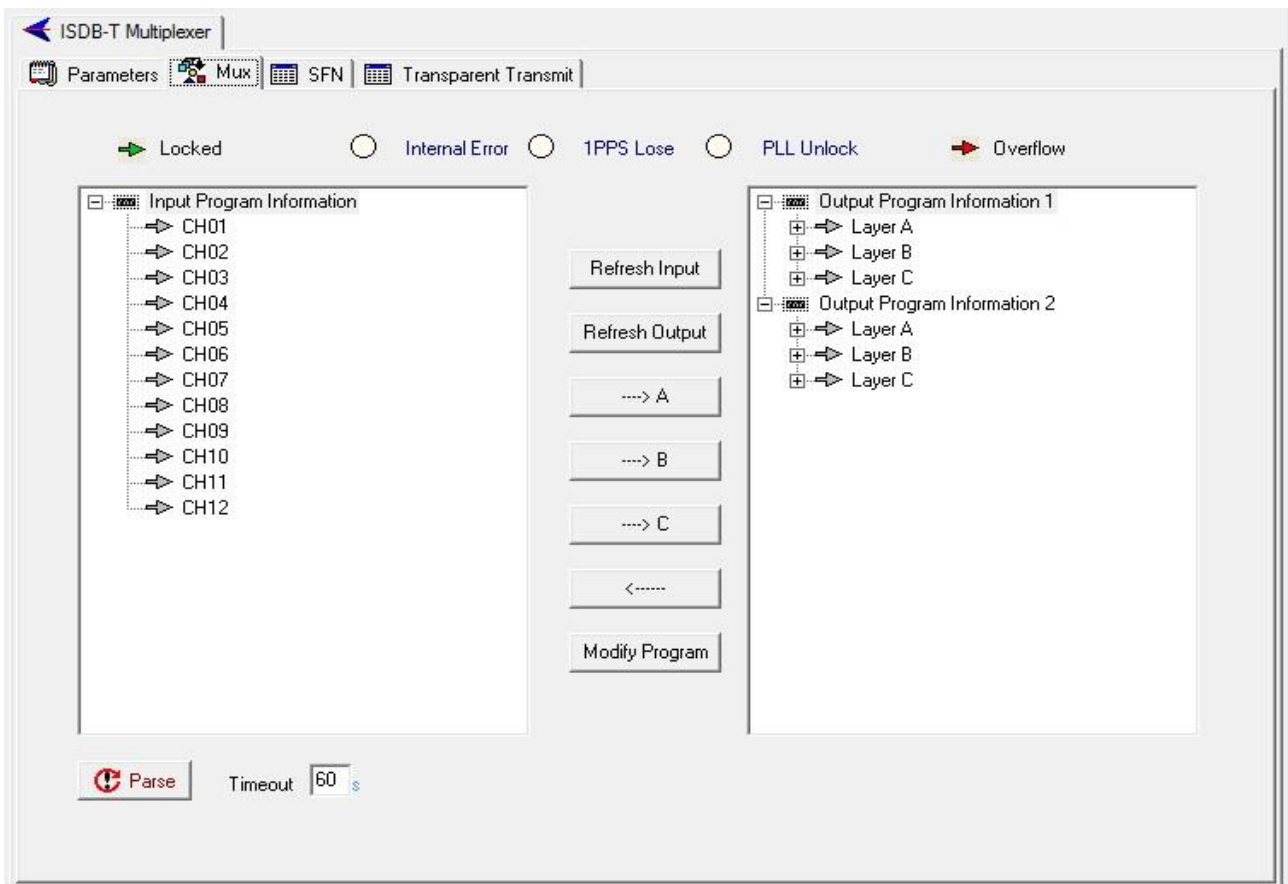 ISDB-T Multiplexer
Parameters Mux SFN Transparent Transmit
Locked Internal Error 1PPS Lose PLL Unlock Overflow
Input Program Information
CH01
CH02
CH03
CH04
CH05
CH06
CH07
CH08
CH09
CH10
CH11
CH12
Refresh Input
Refresh Output
----> A
----> B
----> C
<------
Modify Program
Output Program Information 1
Layer A
Layer B
Layer C
Output Program Information 2
Layer A
Layer B
Layer C
Parse Timeout 60 s